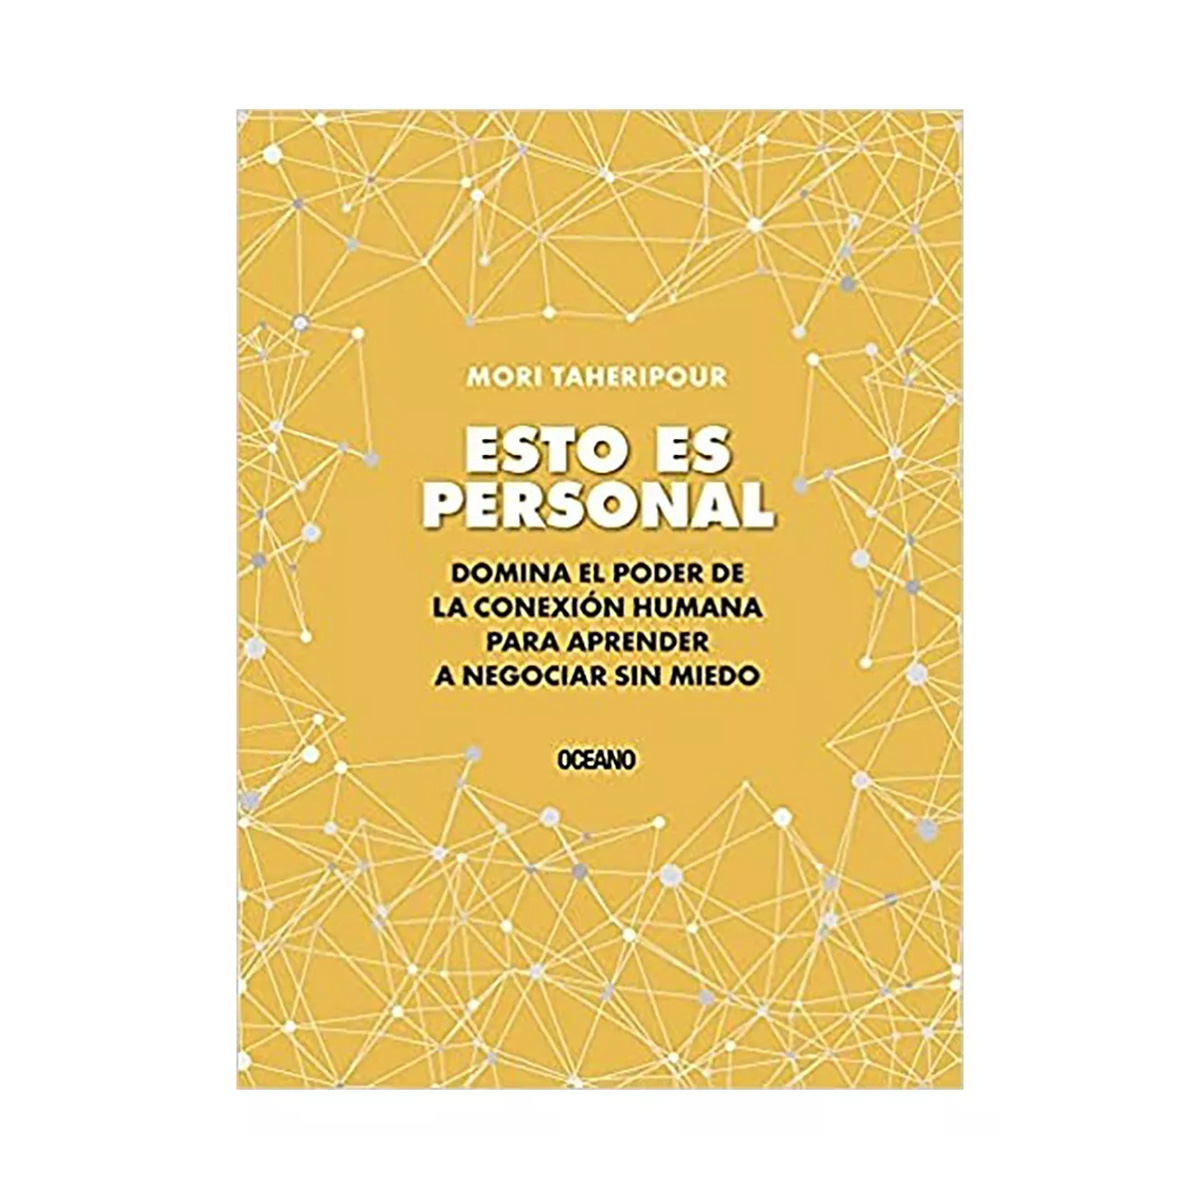 MORI TAHERIPOUR
ESTO ES
PERSONAL
DOMINA EL PODER DE
LA CONEXIÓN HUMANA
PARA APRENDER
A NEGOCIAR SIN MIEDO
OCEANO